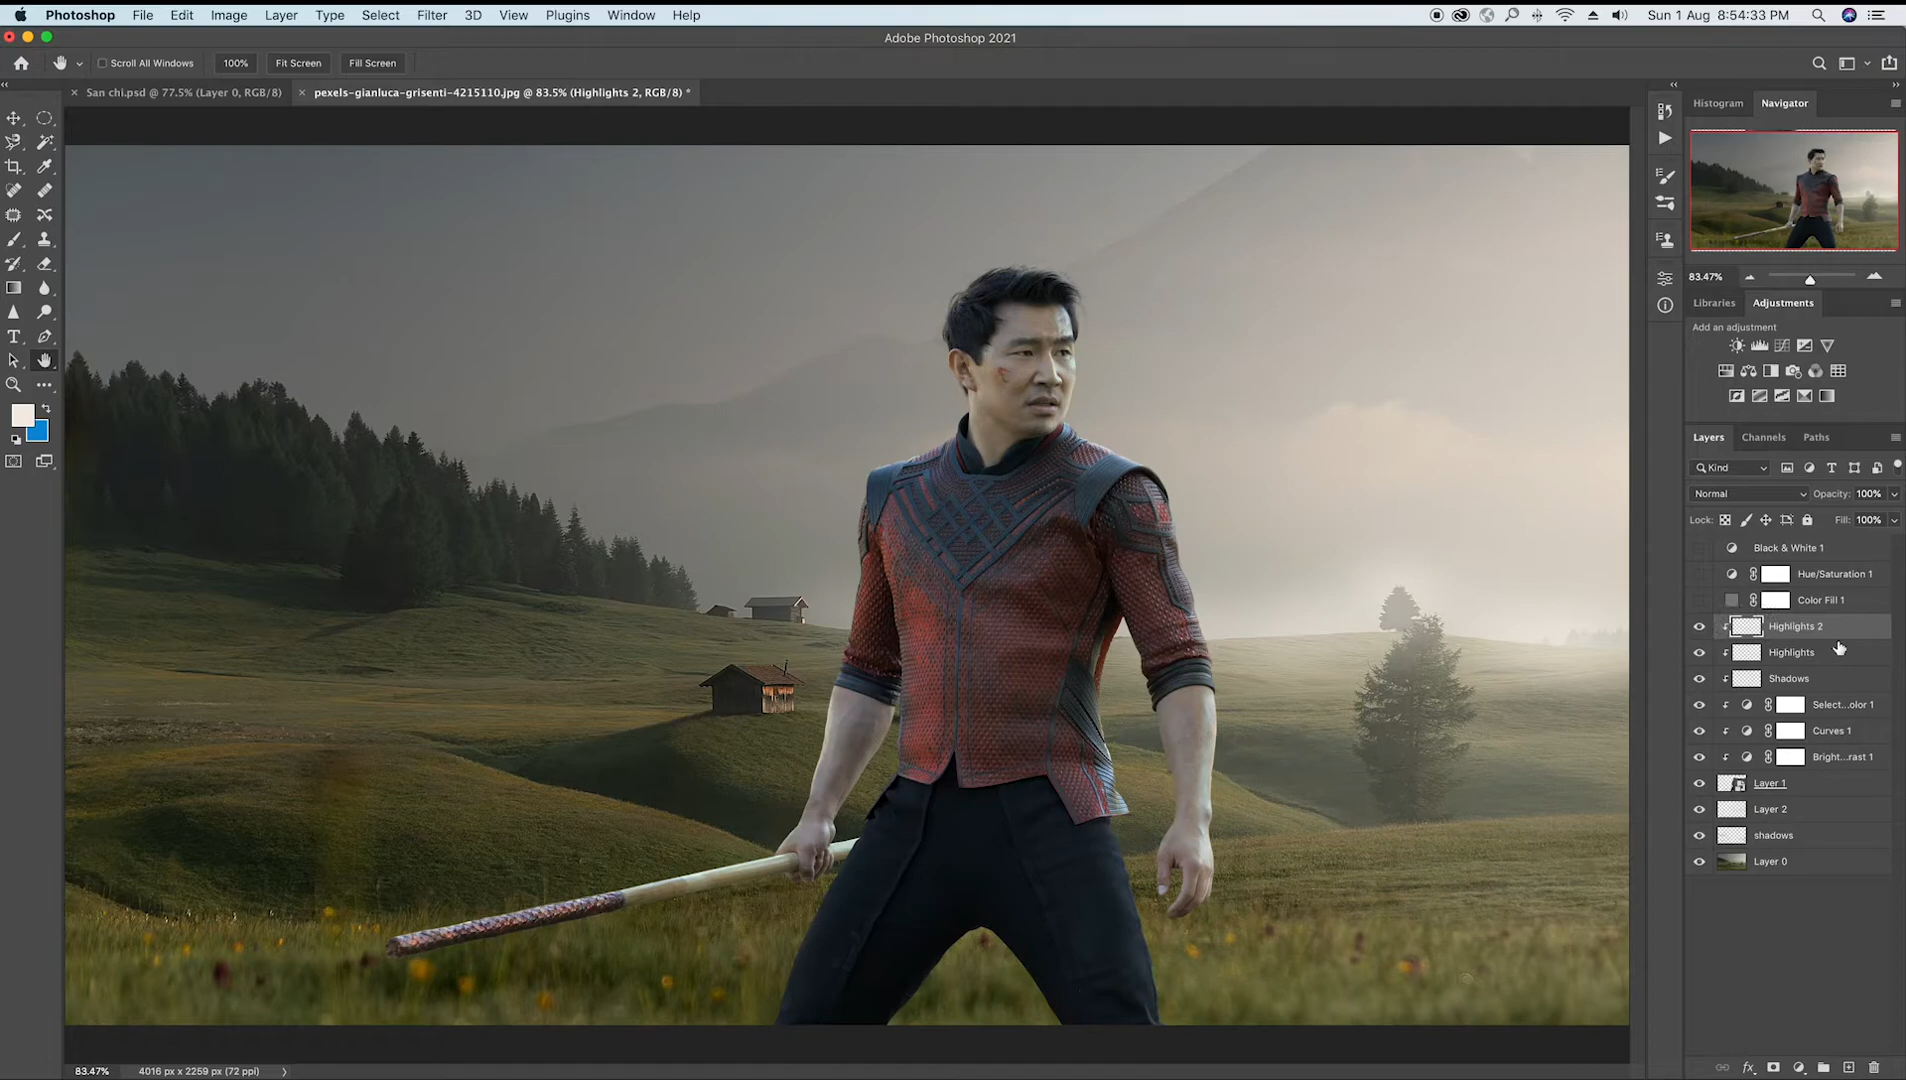 Photoshop File Edit Image Layer Type Select Filter 3D View Plugins Window Help Sun 1 Aug 8:54:33 PM
Adobe Photoshop 2021
Scroll All Windows 100% Fit Screen Fill Screen
× San chi.psd @ 77.5% (Layer 0, RGB/8) × pexels-gianluca-grisenti-4215110.jpg @ 83.5% (Highlights 2, RGB/8) *
Histogram Navigator
83.47%
Libraries Adjustments
Add an adjustment
Layers Channels Paths
Kind
Normal Opacity: 100%
Lock: Fill: 100%
Black & White 1
Hue/Saturation 1
Color Fill 1
Highlights 2
Highlights
Shadows
Select...olor 1
Curves 1
Bright...rast 1
Layer 1
Layer 2
shadows
Layer 0
83.47% 4016 px x 2259 px (72 ppi)